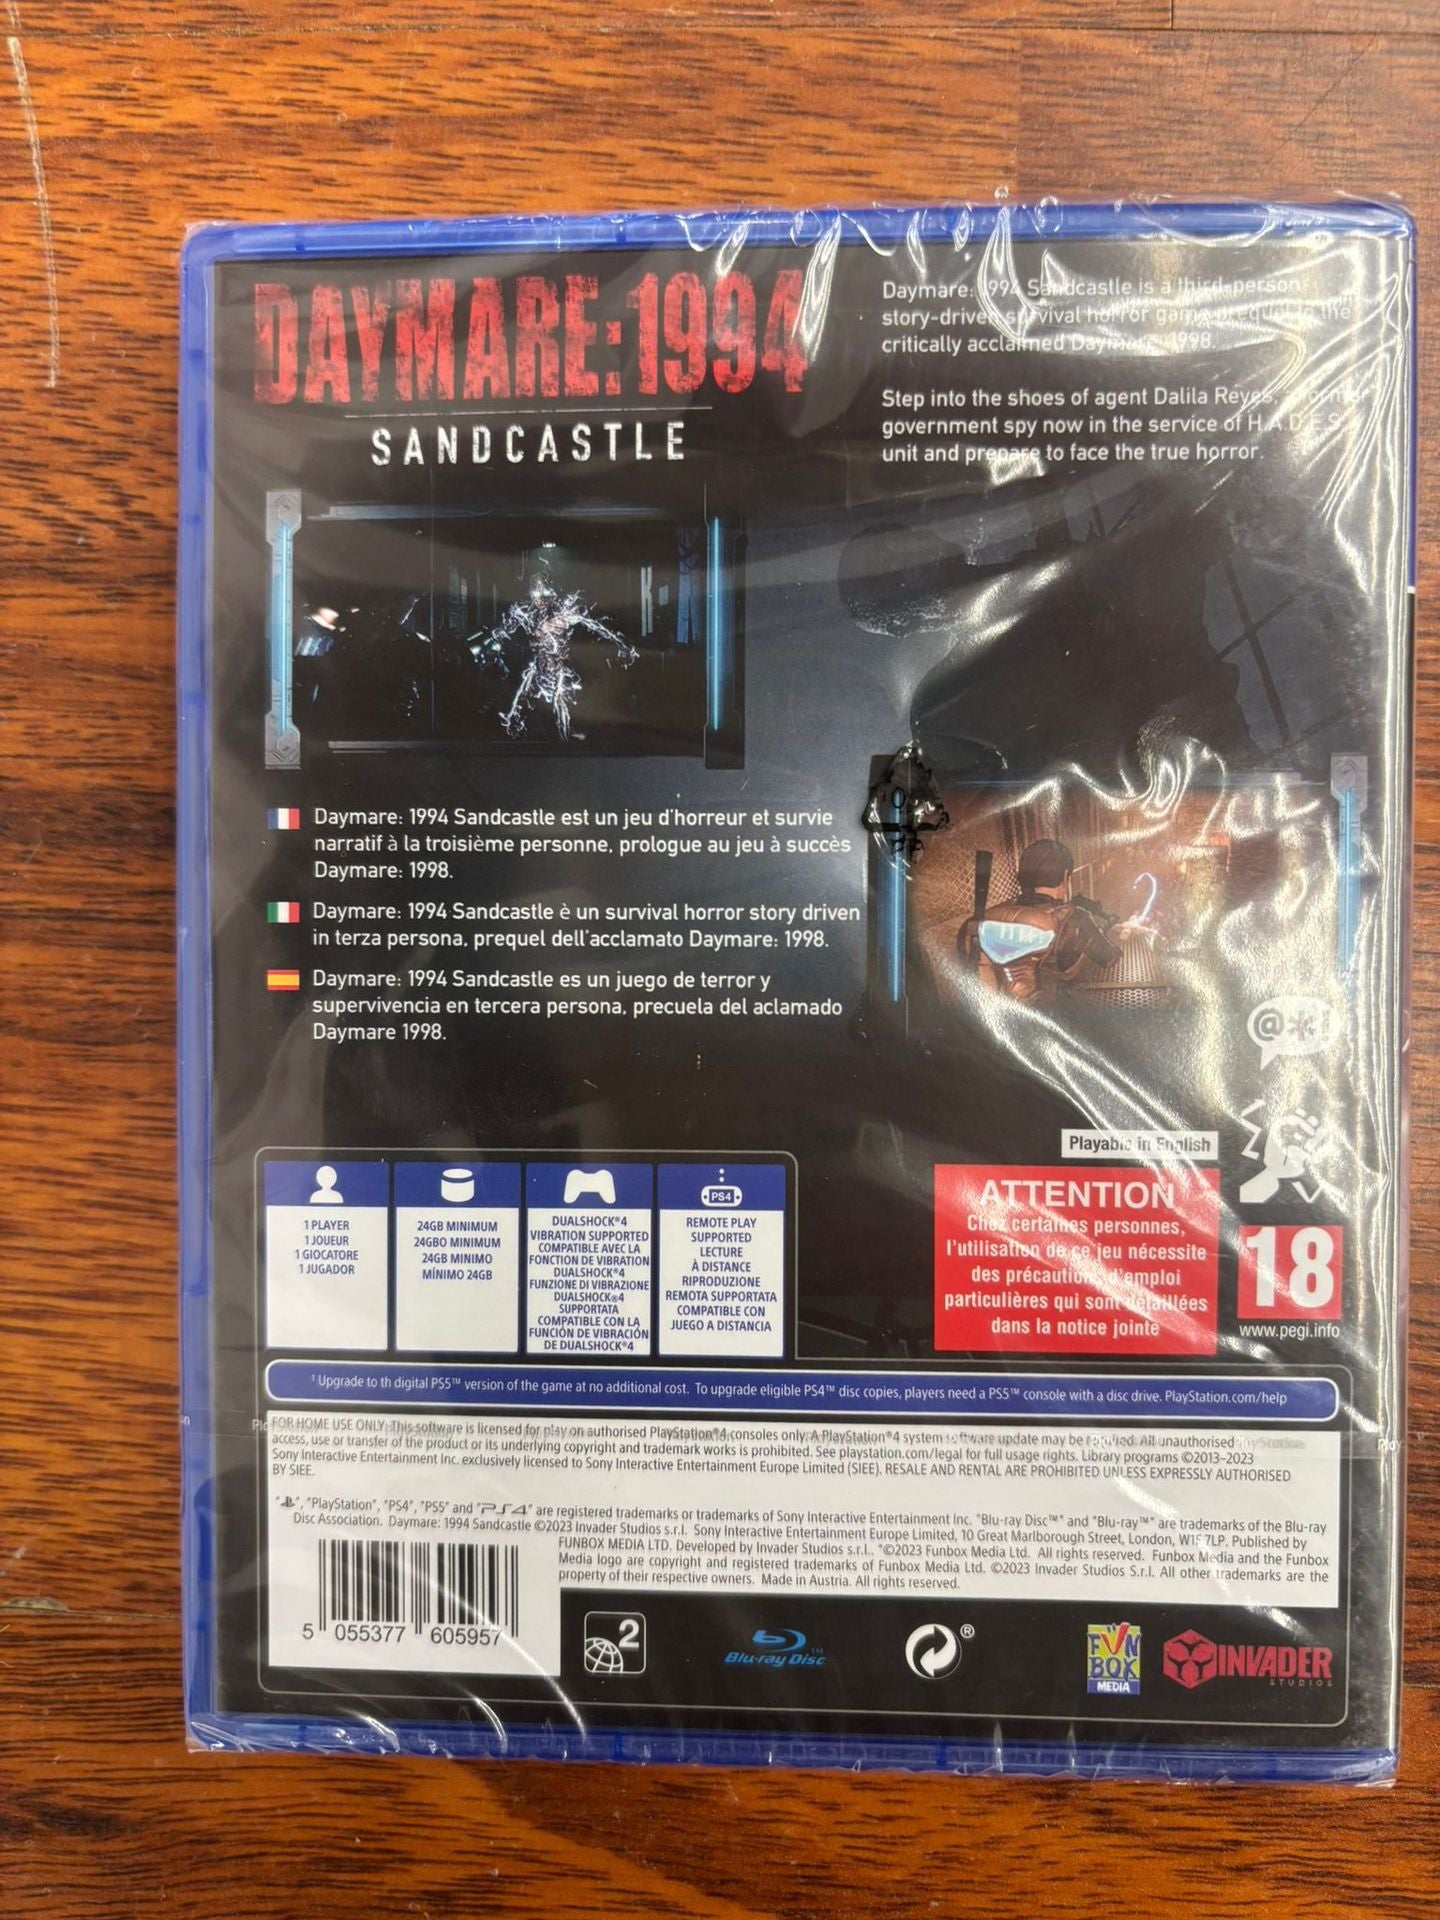 DAYMARE: 1994
SANDCASTLE
Daymare: 1994 Sandcastle is a third-person
story-driven survival horror game prequel to the
critically acclaimed Daymare: 1998.
Step into the shoes of agent Dalila Reyes, a former
government spy now in the service of H.A.D.E.S.
unit and prepare to face the true horror.
Daymare: 1994 Sandcastle est un jeu d'horreur et survie
narratif à la troisième personne, prologue au jeu à succès
Daymare: 1998.
Daymare: 1994 Sandcastle è un survival horror story driven
in terza persona, prequel dell'acclamato Daymare: 1998.
Daymare: 1994 Sandcastle es un juego de terror y
supervivencia en tercera persona, precuela del aclamado
Daymare 1998.
@*!
Playable in English
1 PLAYER
1 JOUEUR
1 GIOCATORE
1 JUGADOR
24GB MINIMUM
24GBO MINIMUM
24GB MINIMO
MÍNIMO 24GB
DUALSHOCK®4
VIBRATION SUPPORTED
COMPATIBLE AVEC LA
FONCTION DE VIBRATION
DUALSHOCK®4
FUNZIONE DI VIBRAZIONE
DUALSHOCK®4
SUPPORTATA
COMPATIBLE CON LA
FUNCIÓN DE VIBRACIÓN
DE DUALSHOCK®4
PS4
REMOTE PLAY
SUPPORTED
LECTURE
À DISTANCE
RIPRODUZIONE
REMOTA SUPPORTATA
COMPATIBLE CON
JUEGO A DISTANCIA
ATTENTION
Chez certaines personnes,
l'utilisation de ce jeu nécessite
des précautions d'emploi
particulières qui sont détaillées
dans la notice jointe
18
www.pegi.info
¹ Upgrade to th digital PS5™ version of the game at no additional cost. To upgrade eligible PS4™ disc copies, players need a PS5™ console with a disc drive. PlayStation.com/help
FOR HOME USE ONLY: This software is licensed for play on authorised PlayStation®4 consoles only. A PlayStation®4 system software update may be required. All unauthorised
access, use or transfer of the product or its underlying copyright and trademark works is prohibited. See playstation.com/legal for full usage rights. Library programs ©2013–2023
Sony Interactive Entertainment Inc. exclusively licensed to Sony Interactive Entertainment Europe Limited (SIEE). RESALE AND RENTAL ARE PROHIBITED UNLESS EXPRESSLY AUTHORISED
BY SIEE.
" ", "PlayStation", "PS4", "PS5" and "PS4" are registered trademarks or trademarks of Sony Interactive Entertainment Inc. "Blu-ray Disc™" and "Blu-ray™" are trademarks of the Blu-ray
Disc Association. Daymare: 1994 Sandcastle ©2023 Invader Studios s.r.l. Sony Interactive Entertainment Europe Limited, 10 Great Marlborough Street, London, W1F 7LP. Published by
FUNBOX MEDIA LTD. Developed by Invader Studios s.r.l.. "©2023 Funbox Media Ltd. All rights reserved. Funbox Media and the Funbox
Media logo are copyright and registered trademarks of Funbox Media Ltd. ©2023 Invader Studios S.r.l. All other trademarks are the
property of their respective owners. Made in Austria. All rights reserved.
5 055377 605957
2
Blu-ray Disc™
®
FUN
BOX
MEDIA
INVADER
STUDIOS